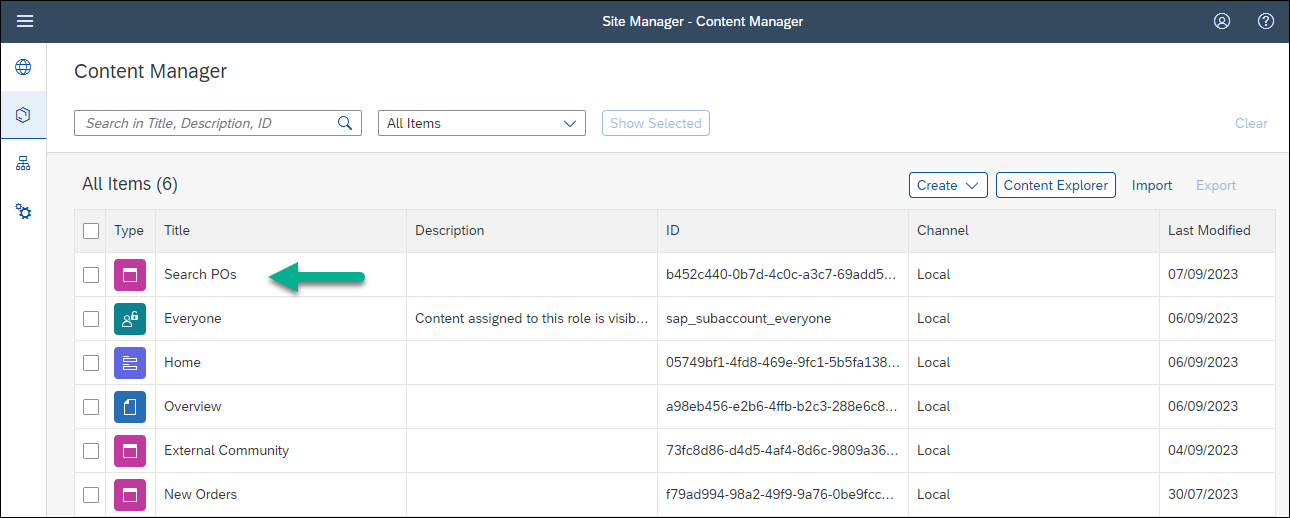 Site Manager - Content Manager
Content Manager
Search in Title, Description, ID All Items Show Selected Clear
All Items (6) Create Content Explorer Import Export
Type Title Description ID Channel Last Modified
Search POs b452c440-0b7d-4c0c-a3c7-69add5... Local 07/09/2023
Everyone Content assigned to this role is visib... sap_subaccount_everyone Local 06/09/2023
Home 05749bf1-4fd8-469e-9fc1-5b5fa138... Local 06/09/2023
Overview a98eb456-e2b6-4ffb-b2c3-288e6c8... Local 06/09/2023
External Community 73fc8d86-d4d5-4af4-8d6c-9809a36... Local 04/09/2023
New Orders f79ad994-98a2-49f9-9a76-0be9fcc... Local 30/07/2023